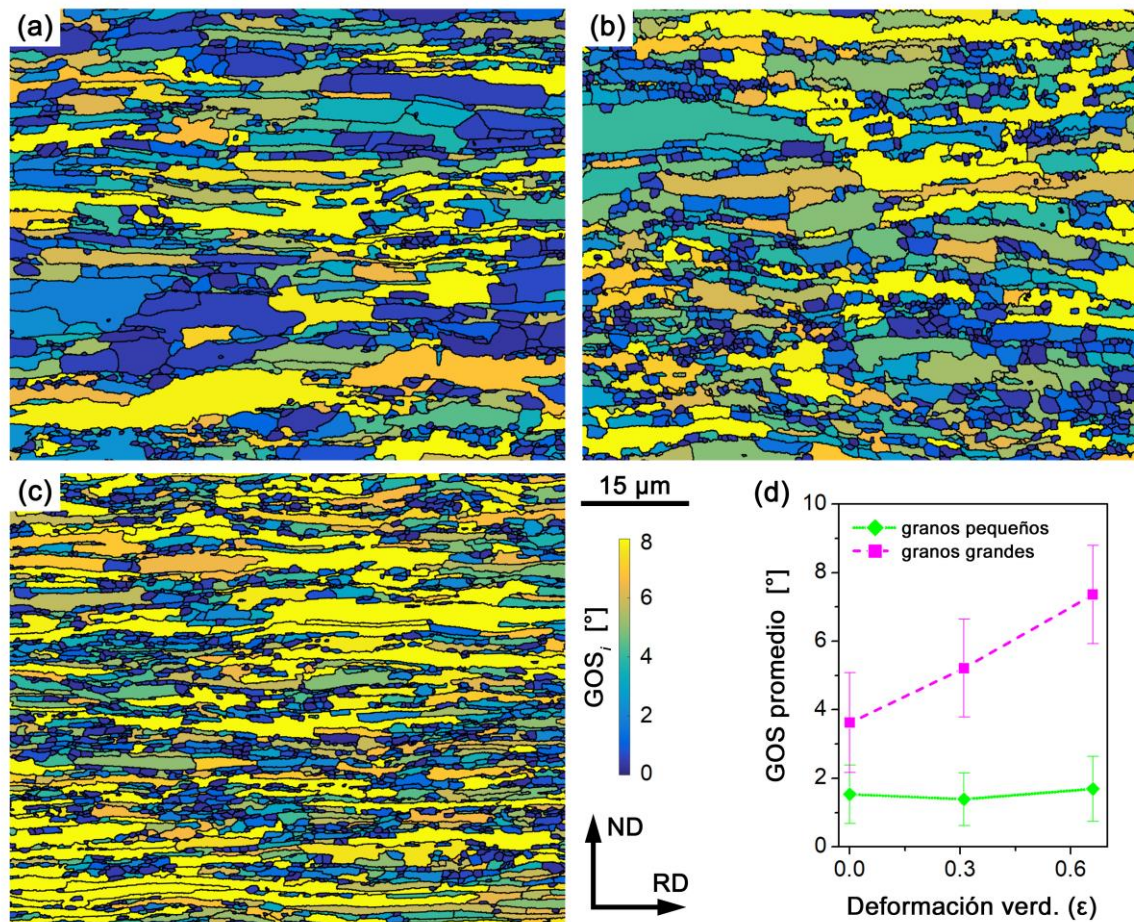 (a)
(b)
(c)
15 µm
8
6
4
2
0
GOSi [°]
ND
RD
(d)
10
8
6
4
2
0
GOS promedio [°]
granos pequeños
granos grandes
0.0 0.3 0.6
Deformación verd. (ε)